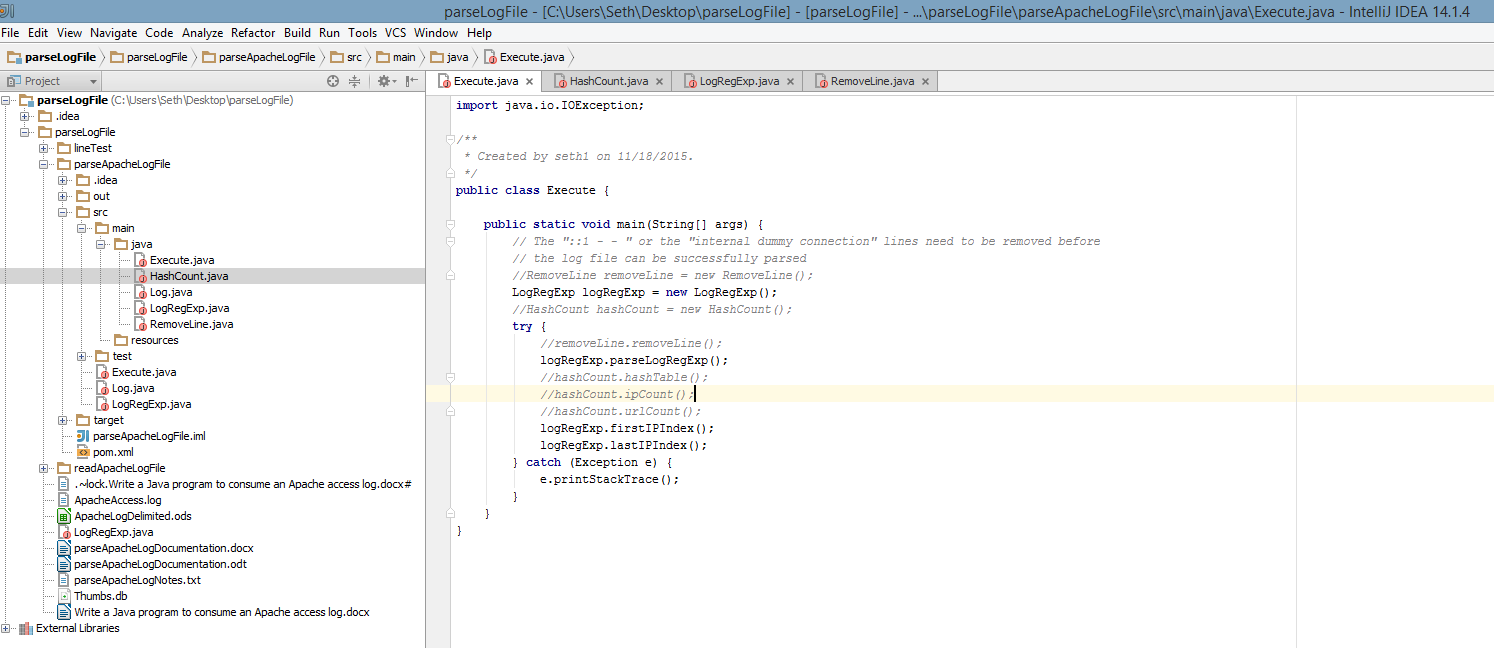 parseLogFile - [C:\Users\Seth\Desktop\parseLogFile] - [parseLogFile] - ...\parseLogFile\parseApacheLogFile\src\main\java\Execute.java - IntelliJ IDEA 14.1.4
File Edit View Navigate Code Analyze Refactor Build Run Tools VCS Window Help
parseLogFile parseLogFile parseApacheLogFile src main java Execute.java
Project
Execute.java HashCount.java LogRegExp.java RemoveLine.java
parseLogFile (C:\Users\Seth\Desktop\parseLogFile)
.idea
parseLogFile
lineTest
parseApacheLogFile
.idea
out
src
main
java
Execute.java
HashCount.java
Log.java
LogRegExp.java
RemoveLine.java
resources
test
Execute.java
Log.java
LogRegExp.java
target
parseApacheLogFile.iml
pom.xml
readApacheLogFile
.~lock.Write a Java program to consume an Apache access log.docx#
ApacheAccess.log
ApacheLogDelimited.ods
LogRegExp.java
parseApacheLogDocumentation.docx
parseApacheLogDocumentation.odt
parseApacheLogNotes.txt
Thumbs.db
Write a Java program to consume an Apache access log.docx
External Libraries
import java.io.IOException;
/**
 * Created by seth1 on 11/18/2015.
 */
public class Execute {
    public static void main(String[] args) {
        // The "::1 - - " or the "internal dummy connection" lines need to be removed before
        // the log file can be successfully parsed
        //RemoveLine removeLine = new RemoveLine();
        LogRegExp logRegExp = new LogRegExp();
        //HashCount hashCount = new HashCount();
        try {
            //removeLine.removeLine();
            logRegExp.parseLogRegExp();
            //hashCount.hashTable();
            //hashCount.ipCount();
            //hashCount.urlCount();
            logRegExp.firstIPIndex();
            logRegExp.lastIPIndex();
        } catch (Exception e) {
            e.printStackTrace();
        }
    }
}